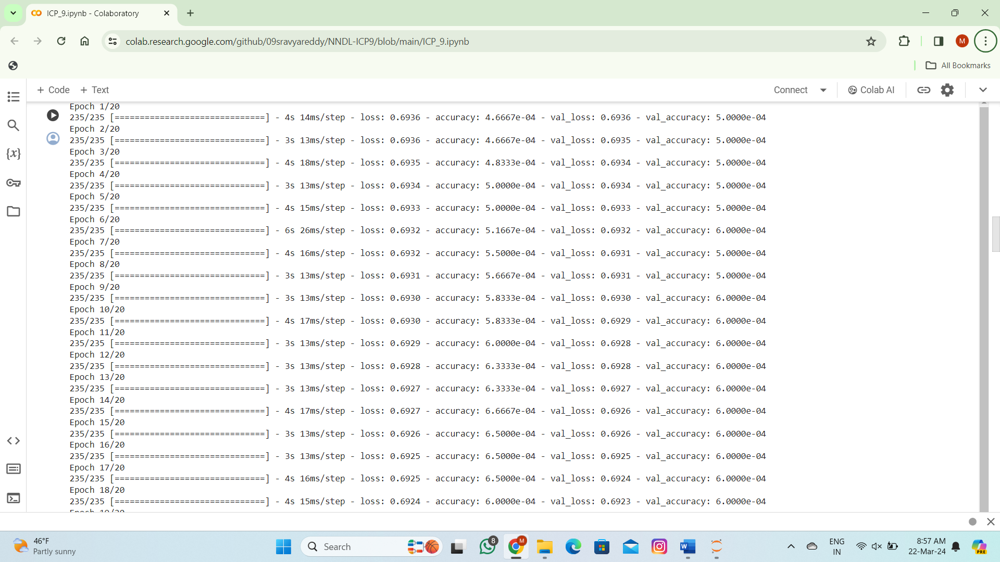 ICP_9.ipynb - Colaboratory
colab.research.google.com/github/09sravyareddy/NNDL-ICP9/blob/main/ICP_9.ipynb
M
All Bookmarks
+ Code + Text
Connect
Colab AI
{x}
Epoch 1/20
235/235 [==============================] - 4s 14ms/step - loss: 0.6936 - accuracy: 4.6667e-04 - val_loss: 0.6936 - val_accuracy: 5.0000e-04
Epoch 2/20
235/235 [==============================] - 3s 13ms/step - loss: 0.6936 - accuracy: 4.6667e-04 - val_loss: 0.6935 - val_accuracy: 5.0000e-04
Epoch 3/20
235/235 [==============================] - 4s 18ms/step - loss: 0.6935 - accuracy: 4.8333e-04 - val_loss: 0.6934 - val_accuracy: 5.0000e-04
Epoch 4/20
235/235 [==============================] - 3s 13ms/step - loss: 0.6934 - accuracy: 5.0000e-04 - val_loss: 0.6934 - val_accuracy: 5.0000e-04
Epoch 5/20
235/235 [==============================] - 4s 15ms/step - loss: 0.6933 - accuracy: 5.0000e-04 - val_loss: 0.6933 - val_accuracy: 5.0000e-04
Epoch 6/20
235/235 [==============================] - 6s 26ms/step - loss: 0.6932 - accuracy: 5.1667e-04 - val_loss: 0.6932 - val_accuracy: 6.0000e-04
Epoch 7/20
235/235 [==============================] - 4s 16ms/step - loss: 0.6932 - accuracy: 5.5000e-04 - val_loss: 0.6931 - val_accuracy: 5.0000e-04
Epoch 8/20
235/235 [==============================] - 3s 13ms/step - loss: 0.6931 - accuracy: 5.6667e-04 - val_loss: 0.6931 - val_accuracy: 5.0000e-04
Epoch 9/20
235/235 [==============================] - 3s 13ms/step - loss: 0.6930 - accuracy: 5.8333e-04 - val_loss: 0.6930 - val_accuracy: 6.0000e-04
Epoch 10/20
235/235 [==============================] - 4s 17ms/step - loss: 0.6930 - accuracy: 5.8333e-04 - val_loss: 0.6929 - val_accuracy: 6.0000e-04
Epoch 11/20
235/235 [==============================] - 3s 13ms/step - loss: 0.6929 - accuracy: 6.0000e-04 - val_loss: 0.6928 - val_accuracy: 6.0000e-04
Epoch 12/20
235/235 [==============================] - 3s 13ms/step - loss: 0.6928 - accuracy: 6.3333e-04 - val_loss: 0.6928 - val_accuracy: 6.0000e-04
Epoch 13/20
235/235 [==============================] - 3s 13ms/step - loss: 0.6927 - accuracy: 6.3333e-04 - val_loss: 0.6927 - val_accuracy: 6.0000e-04
Epoch 14/20
235/235 [==============================] - 4s 17ms/step - loss: 0.6927 - accuracy: 6.6667e-04 - val_loss: 0.6926 - val_accuracy: 6.0000e-04
Epoch 15/20
235/235 [==============================] - 3s 13ms/step - loss: 0.6926 - accuracy: 6.5000e-04 - val_loss: 0.6926 - val_accuracy: 6.0000e-04
Epoch 16/20
235/235 [==============================] - 3s 13ms/step - loss: 0.6925 - accuracy: 6.5000e-04 - val_loss: 0.6925 - val_accuracy: 6.0000e-04
Epoch 17/20
235/235 [==============================] - 4s 16ms/step - loss: 0.6925 - accuracy: 6.5000e-04 - val_loss: 0.6924 - val_accuracy: 6.0000e-04
Epoch 18/20
235/235 [==============================] - 4s 15ms/step - loss: 0.6924 - accuracy: 6.0000e-04 - val_loss: 0.6923 - val_accuracy: 6.0000e-04
46°F
Partly sunny
Search
8
M
W
ENG
IN
8:57 AM
22-Mar-24
PRE